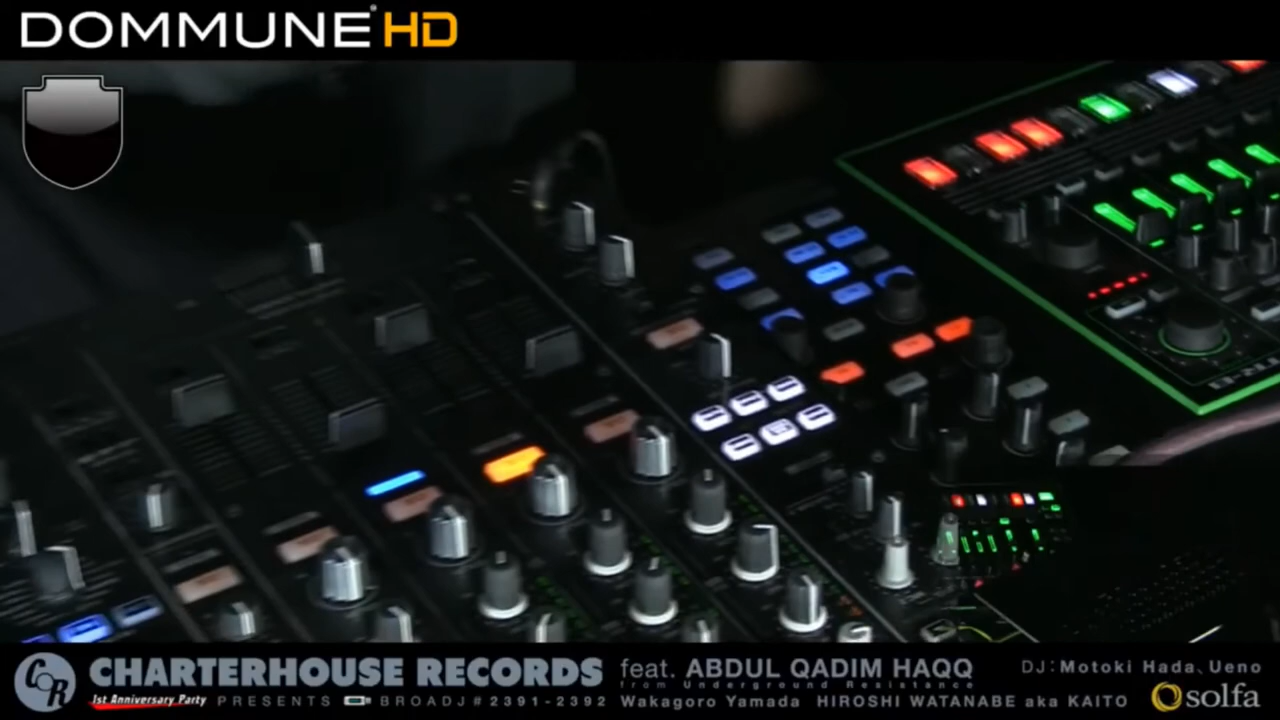 DOMMUNE HD
CHARTERHOUSE RECORDS feat. ABDUL QADIM HAQQ DJ:Motoki Hada、Ueno
from Underground Resistance
1st Anniversary Party PRESENTS BROADJ#2391-2392 Wakagoro Yamada HIROSHI WATANABE aka KAITO
COR
solfa